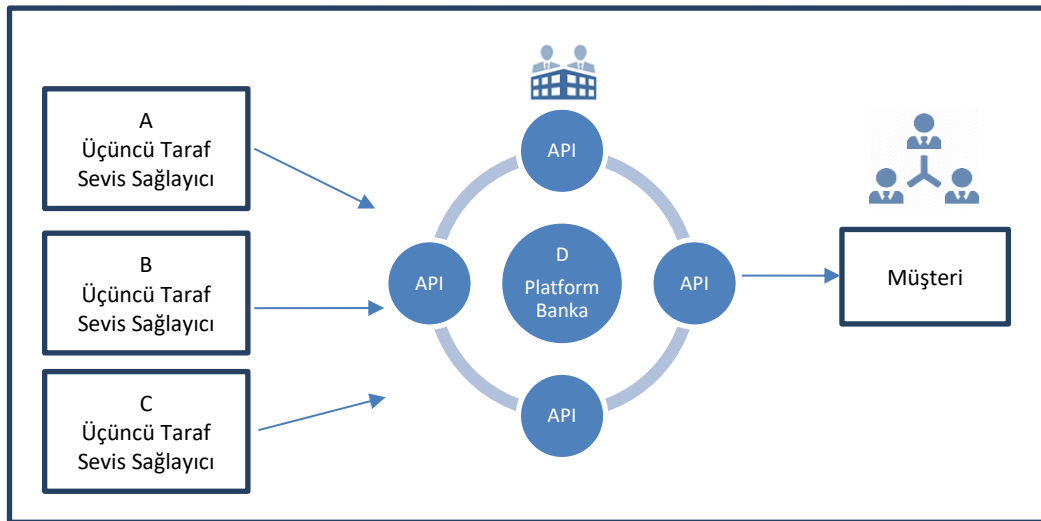 A
Üçüncü Taraf
Sevis Sağlayıcı
B
Üçüncü Taraf
Sevis Sağlayıcı
C
Üçüncü Taraf
Sevis Sağlayıcı
API
API
D
Platform
Banka
API
API
Müşteri